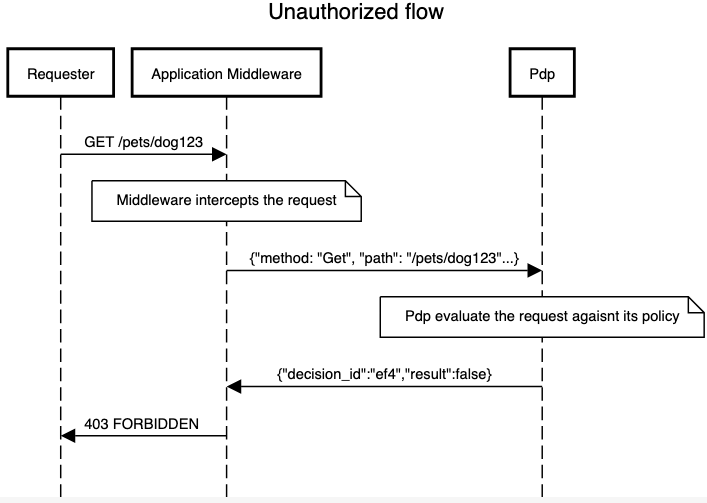 Unauthorized flow
Requester
Application Middleware
Pdp
GET /pets/dog123
Middleware intercepts the request
{"method: "Get", "path": "/pets/dog123"...}
Pdp evaluate the request agaisnt its policy
{"decision_id":"ef4","result":false}
403 FORBIDDEN